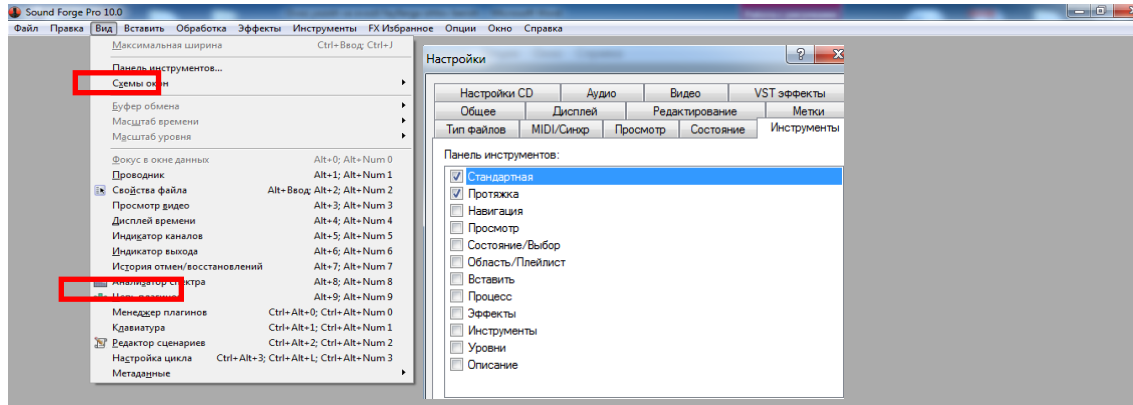 Sound Forge Pro 10.0
Файл Правка Вид Вставить Обработка Эффекты Инструменты FX Избранное Опции Окно Справка
Максимальная ширина Ctrl+Ввод; Ctrl+J
Панель инструментов...
Схемы окон
Буфер обмена
Масштаб времени
Масштаб уровня
Фокус в окне данных Alt+0; Alt+Num 0
Проводник Alt+1; Alt+Num 1
Свойства файла Alt+Ввод; Alt+2; Alt+Num 2
Просмотр видео Alt+3; Alt+Num 3
Дисплей времени Alt+4; Alt+Num 4
Индикатор каналов Alt+5; Alt+Num 5
Индикатор выхода Alt+6; Alt+Num 6
История отмен/восстановлений Alt+7; Alt+Num 7
Анализатор спектра Alt+8; Alt+Num 8
Цепь плагинов Alt+9; Alt+Num 9
Менеджер плагинов Ctrl+Alt+0; Ctrl+Alt+Num 0
Клавиатура Ctrl+Alt+1; Ctrl+Alt+Num 1
Редактор сценариев Ctrl+Alt+2; Ctrl+Alt+Num 2
Настройка цикла Ctrl+Alt+3; Ctrl+Alt+L; Ctrl+Alt+Num 3
Метаданные
Настройки
Настройки CD Аудио Видео VST эффекты
Общее Дисплей Редактирование Метки
Тип файлов MIDI/Синхр Просмотр Состояние Инструменты
Панель инструментов:
Стандартная
Протяжка
Навигация
Просмотр
Состояние/Выбор
Область/Плейлист
Вставить
Процесс
Эффекты
Инструменты
Уровни
Описание